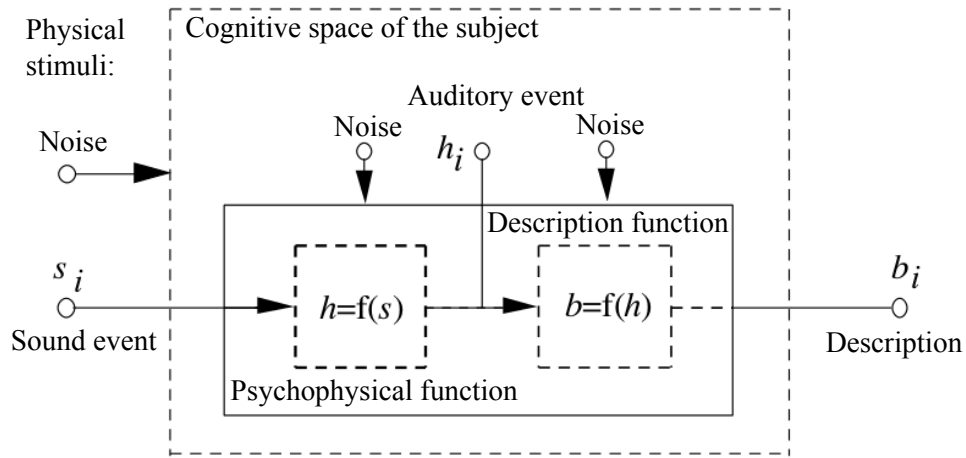 Cognitive space of the subject
Physical
stimuli:
Auditory event
Noise
Noise
Noise
h_i
Description function
s_i
b_i
h=f(s)
b=f(h)
Sound event
Description
Psychophysical function